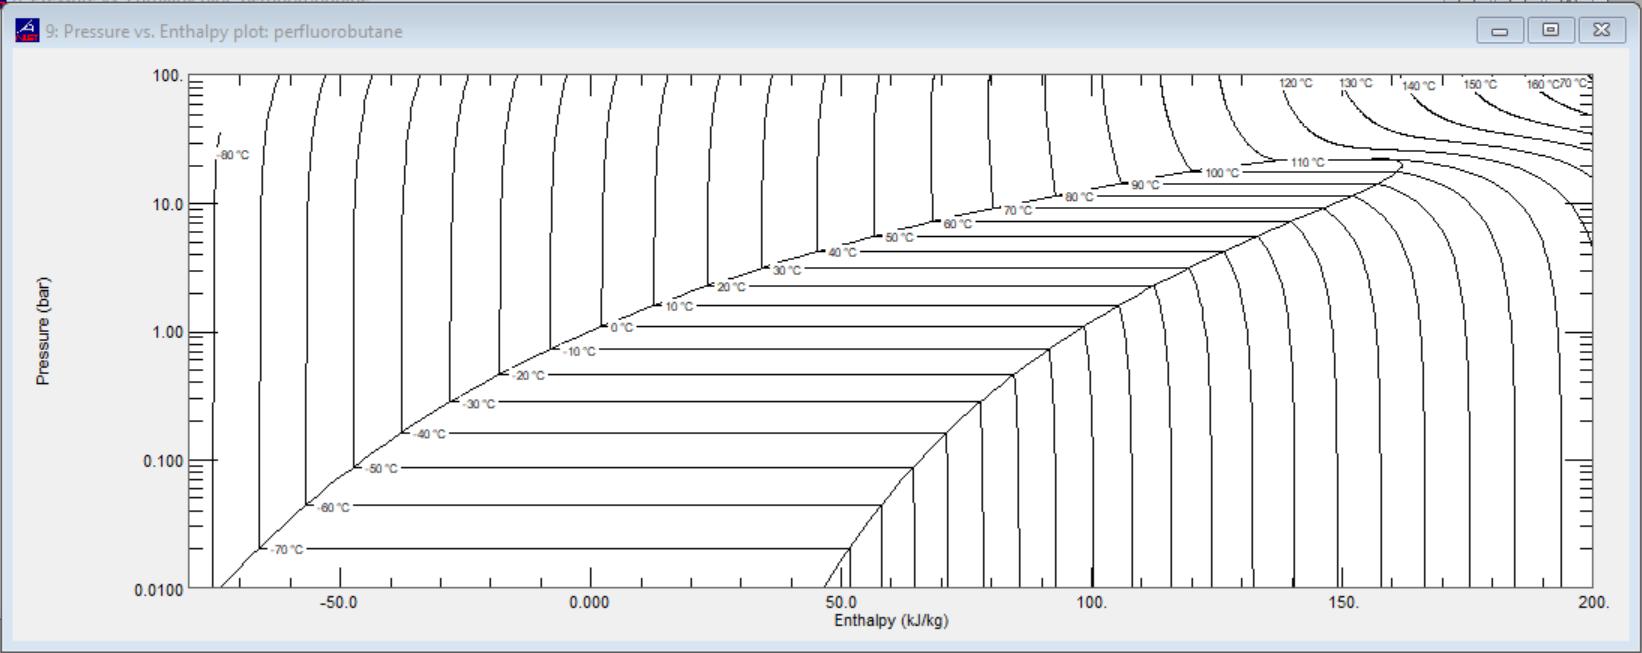 9: Pressure vs. Enthalpy plot: perfluorobutane
100.
10.0
1.00
0.100
0.0100
Pressure (bar)
120 °C
130 °C
140 °C
150 °C
160 °C
70 °C
-80 °C
110 °C
100 °C
90 °C
80 °C
70 °C
60 °C
50 °C
40 °C
30 °C
20 °C
10 °C
0 °C
-10 °C
-20 °C
-30 °C
-40 °C
-50 °C
-60 °C
-70 °C
-50.0
0.000
50.0
100.
150.
200.
Enthalpy (kJ/kg)